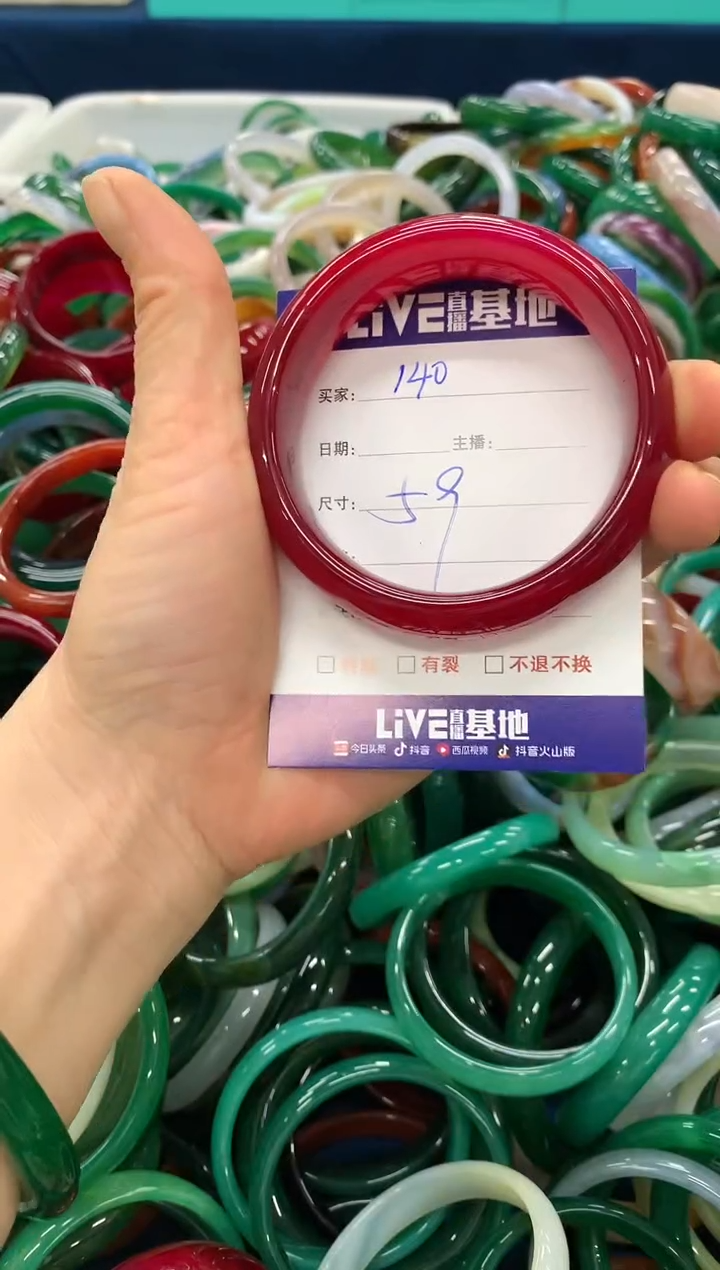 LiVE直播基地
买家: 140
日期: 主播:
尺寸: 59
有裂 不退不换
LiVE直播基地
今日头条 抖音 西瓜视频 抖音火山版